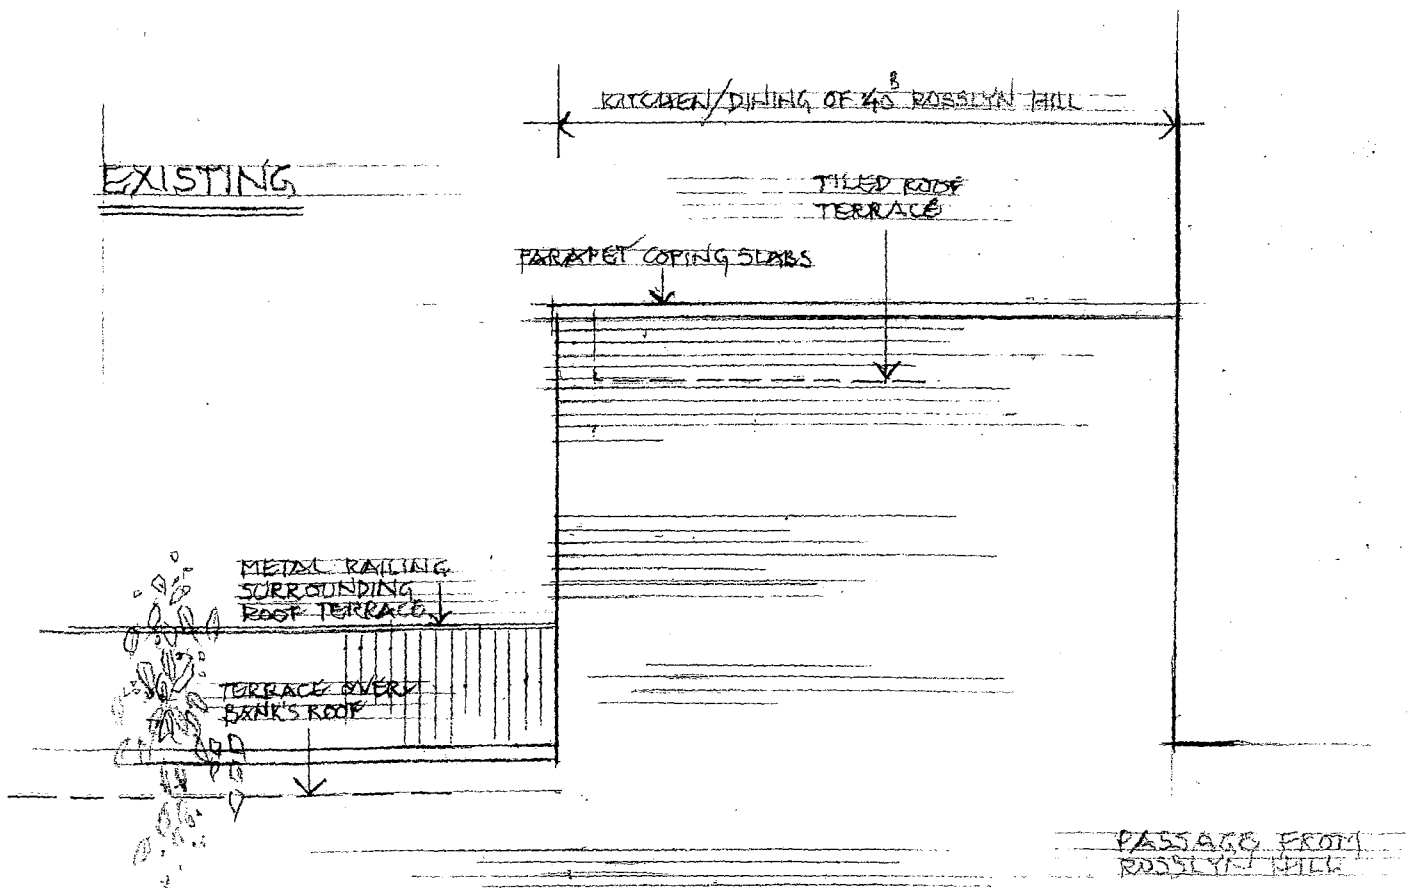 KITCHEN/DINING OF 40B ROSSLYN HILL
EXISTING
TILED ROOF
TERRACE
PARAPET COPING SLABS
METAL RAILING
SURROUNDING
ROOF TERRACE
TERRACE OVER
BANK'S ROOF
PASSAGE FROM
ROSSLYN HILL